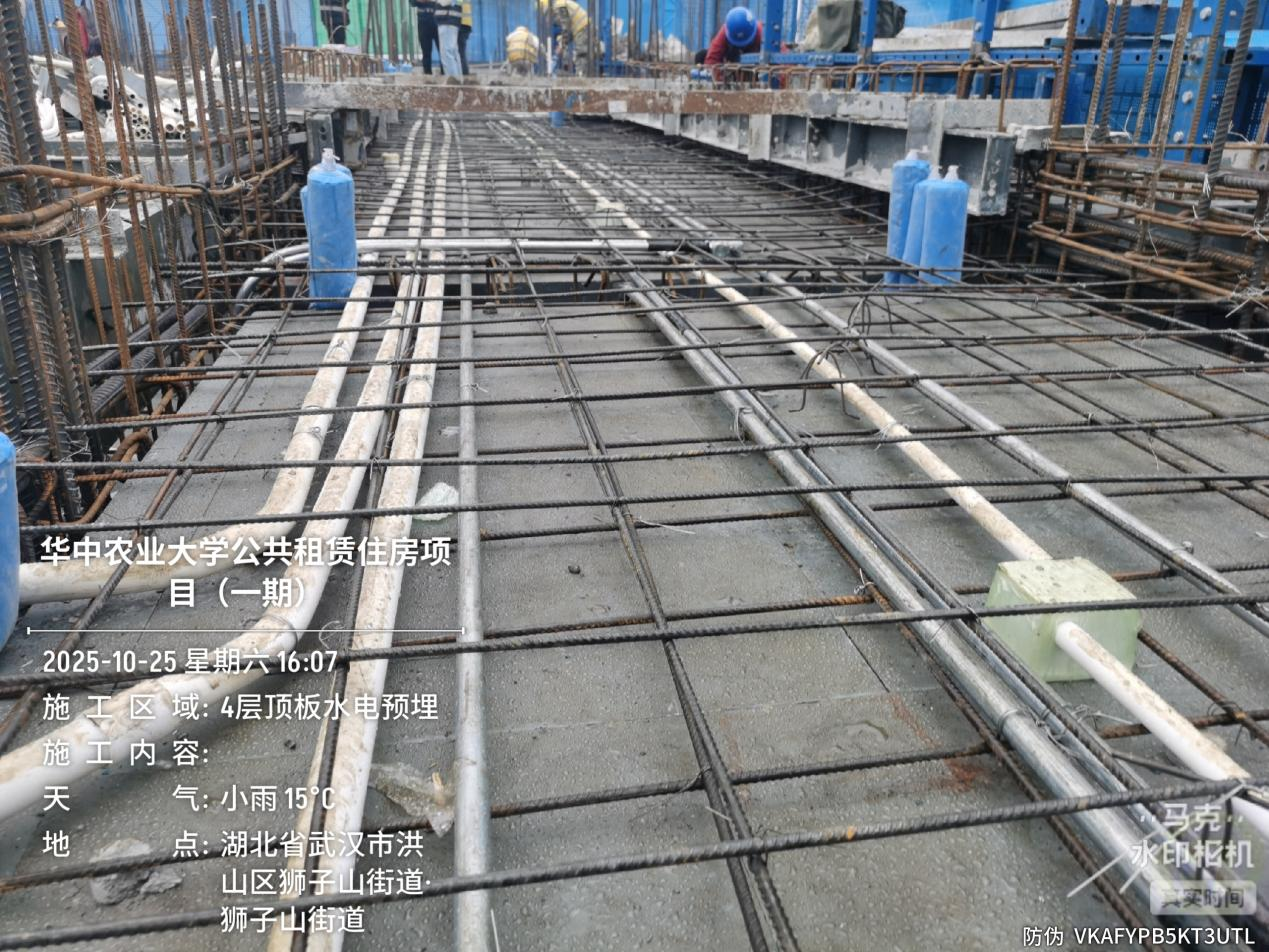 华中农业大学公共租赁住房项
目（一期）
2025-10-25 星期六 16:07
施工区域: 4层顶板水电预埋
施工内容:
天气: 小雨 15°C
地点: 湖北省武汉市洪
山区狮子山街道·
狮子山街道
马克
水印相机
真实时间
防伪 VKAFYPB5KT3UTL